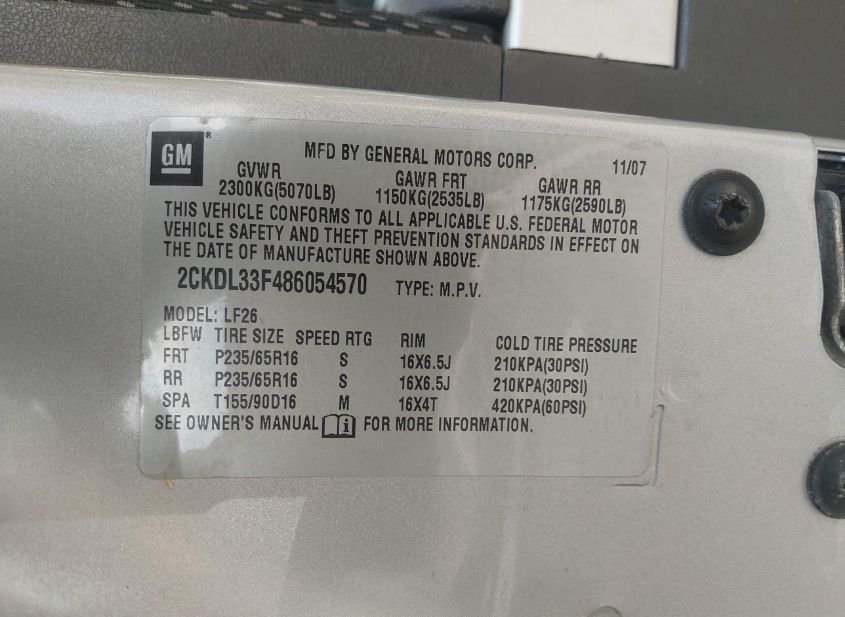 GM ®
MFD BY GENERAL MOTORS CORP. 11/07
GVWR GAWR FRT GAWR RR
2300KG(5070LB) 1150KG(2535LB) 1175KG(2590LB)
THIS VEHICLE CONFORMS TO ALL APPLICABLE U.S. FEDERAL MOTOR
VEHICLE SAFETY AND THEFT PREVENTION STANDARDS IN EFFECT ON
THE DATE OF MANUFACTURE SHOWN ABOVE.
2CKDL33F486054570 TYPE: M.P.V.
MODEL: LF26
LBFW TIRE SIZE SPEED RTG RIM COLD TIRE PRESSURE
FRT P235/65R16 S 16X6.5J 210KPA(30PSI)
RR P235/65R16 S 16X6.5J 210KPA(30PSI)
SPA T155/90D16 M 16X4T 420KPA(60PSI)
SEE OWNER'S MANUAL i FOR MORE INFORMATION.